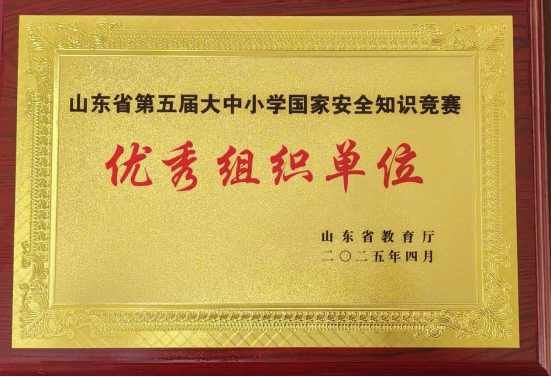 山东省第五届大中小学国家安全知识竞赛
优秀组织单位
山东省教育厅
二〇二五年四月